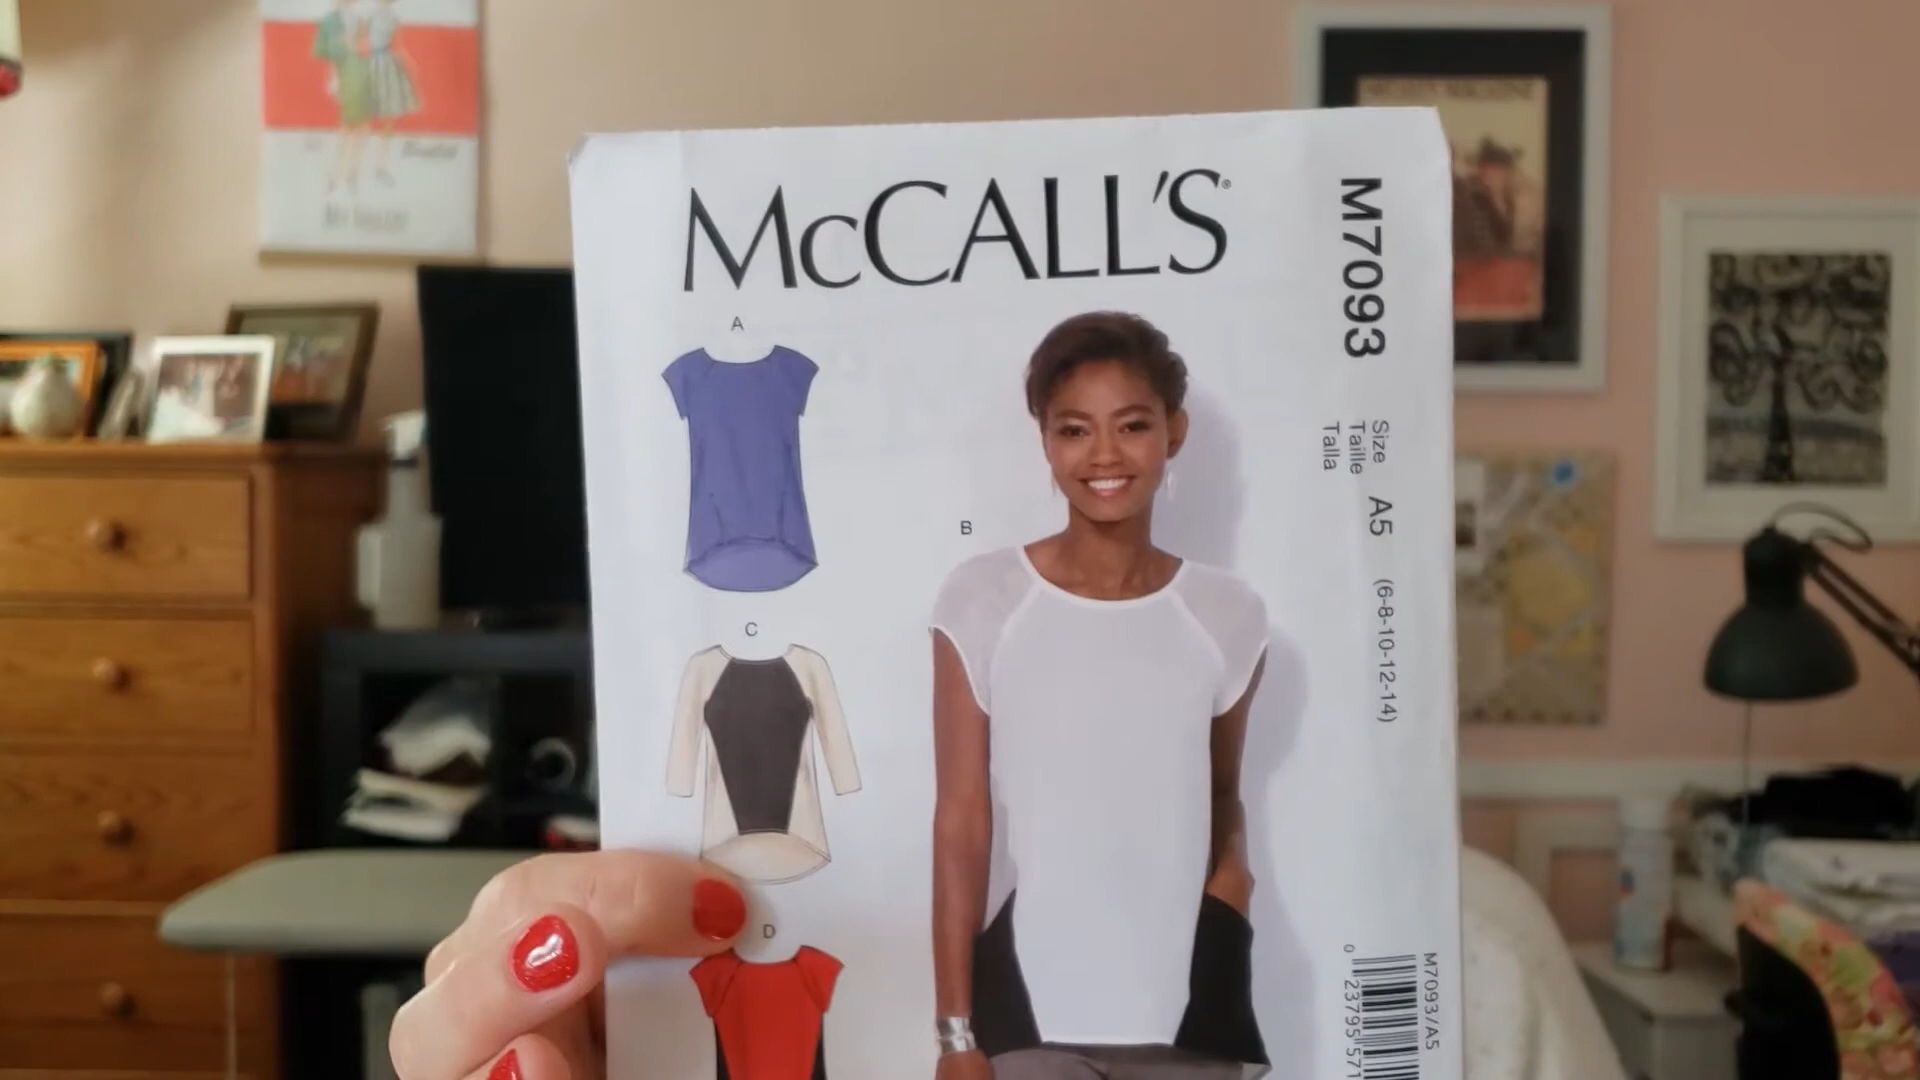 McCALL'S®
A
B
C
D
M7093
Size
Taille
Talla
A5 (6-8-10-12-14)
M7093/A5
0 23795 571